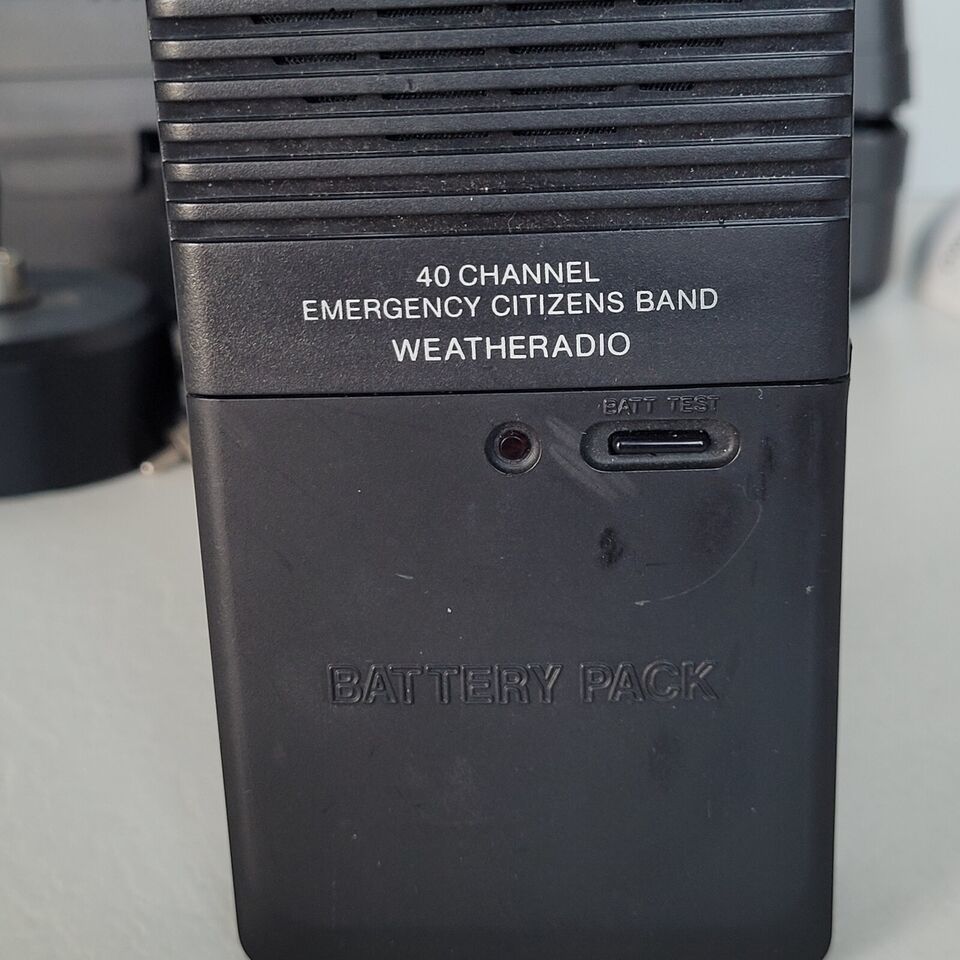 40 CHANNEL
EMERGENCY CITIZENS BAND
WEATHERADIO
BATT TEST
BATTERY PACK